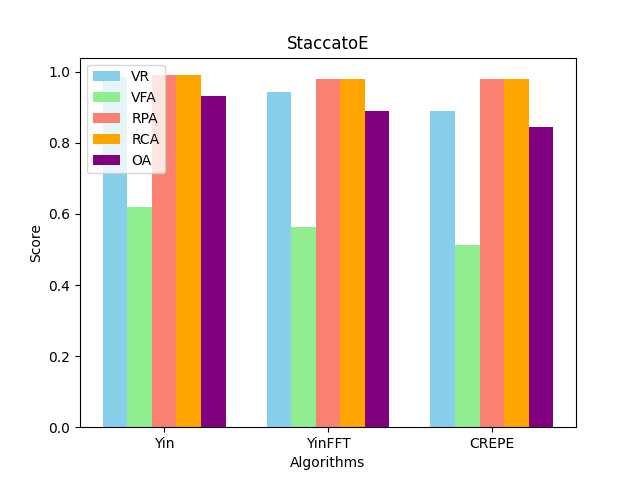 StaccatoE
VR
VFA
RPA
RCA
OA
1.0
0.8
0.6
0.4
0.2
0.0
Score
Yin
YinFFT
CREPE
Algorithms